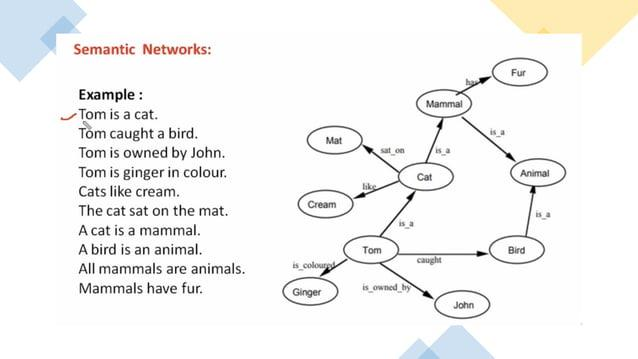 Semantic Networks:
Example :
Tom is a cat.
Tom caught a bird.
Tom is owned by John.
Tom is ginger in colour.
Cats like cream.
The cat sat on the mat.
A cat is a mammal.
A bird is an animal.
All mammals are animals.
Mammals have fur.
Fur
has
Mammal
Mat
sat_on
is_a
is_a
Animal
Cat
like
Cream
is_a
is_a
Tom
caught
Bird
is_coloured
Ginger
is_owned_by
John